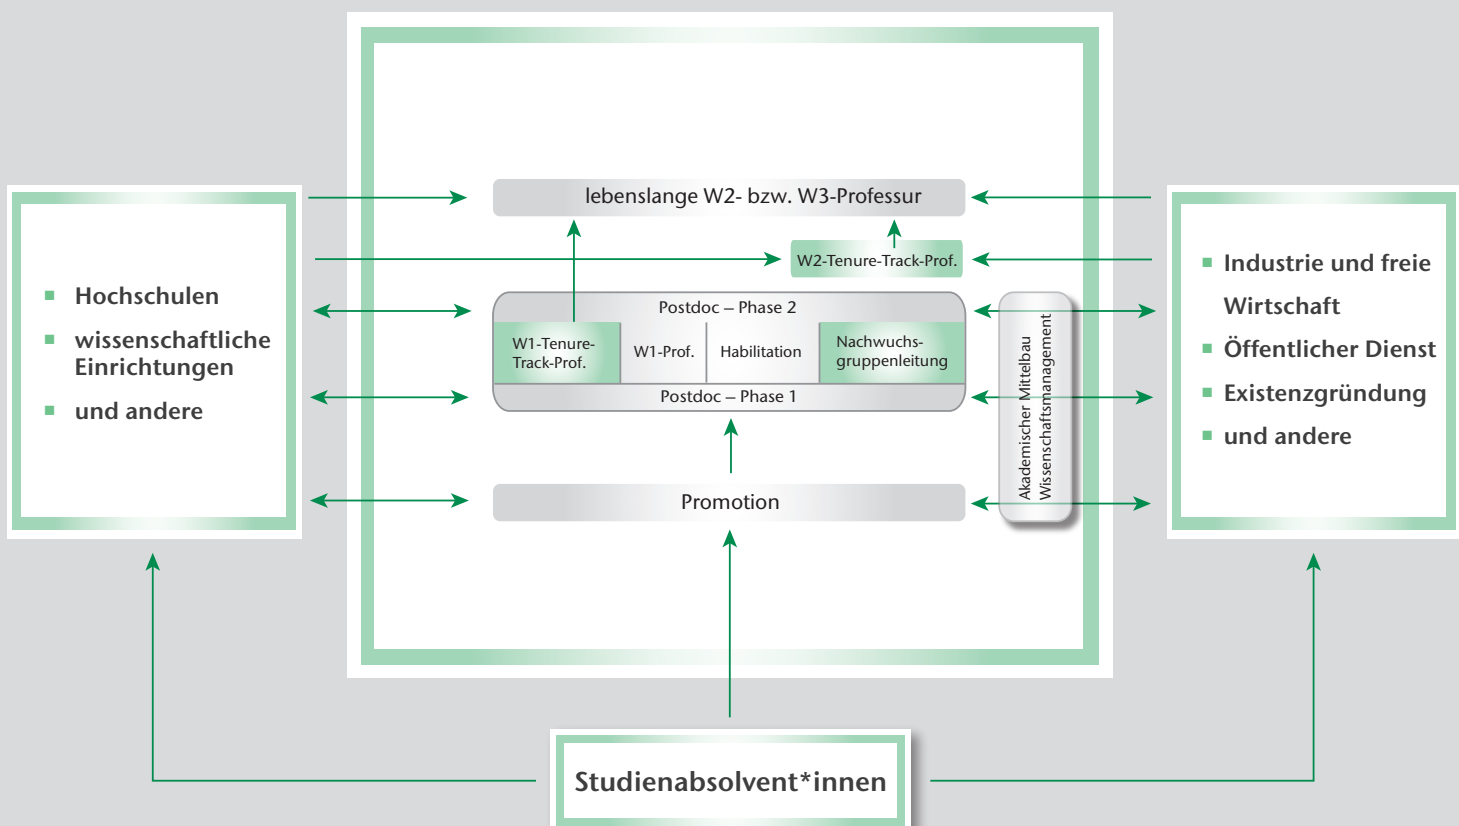 lebenslange W2- bzw. W3-Professur
W2-Tenure-Track-Prof.
Hochschulen
wissenschaftliche
Einrichtungen
und andere
Postdoc – Phase 2
W1-Tenure-
Track-Prof.
W1-Prof.
Habilitation
Nachwuchs-
gruppenleitung
Postdoc – Phase 1
Akademischer Mittelbau
Wissenschaftsmanagement
Industrie und freie
Wirtschaft
Öffentlicher Dienst
Existenzgründung
und andere
Promotion
Studienabsolvent*innen